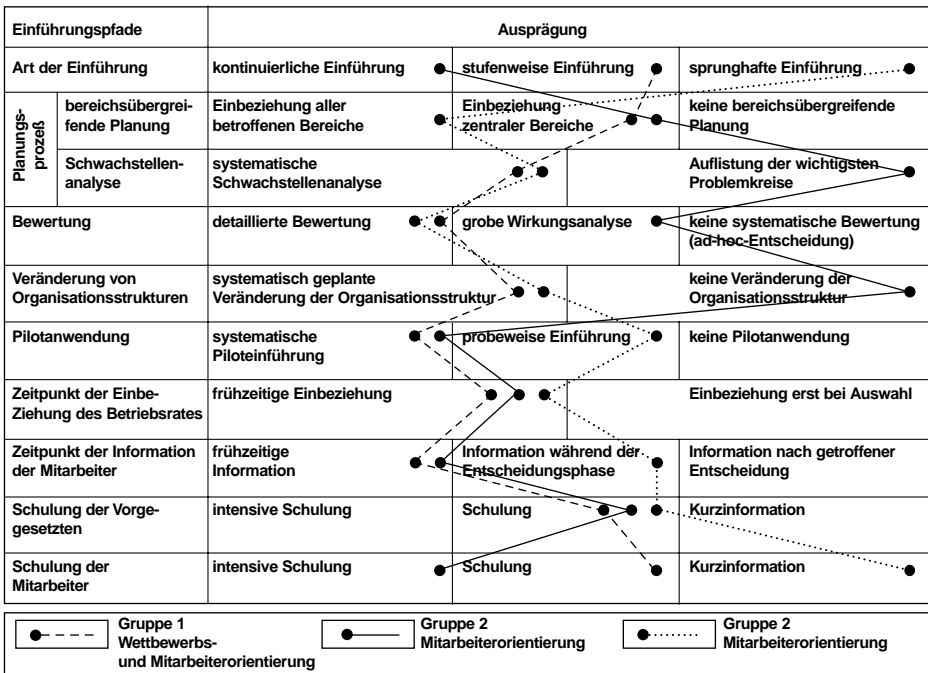 Einführungspfade
Ausprägung
Art der Einführung
kontinuierliche Einführung
stufenweise Einführung
sprunghafte Einführung
Planungs-
prozeß
bereichsübergrei-
fende Planung
Einbeziehung aller
betroffenen Bereiche
Einbeziehung
zentraler Bereiche
keine bereichsübergreifende
Planung
Schwachstellen-
analyse
systematische
Schwachstellenanalyse
Auflistung der wichtigsten
Problemkreise
Bewertung
detaillierte Bewertung
grobe Wirkungsanalyse
keine systematische Bewertung
(ad-hoc-Entscheidung)
Veränderung von
Organisationsstrukturen
systematisch geplante
Veränderung der Organisationsstruktur
keine Veränderung der
Organisationsstruktur
Pilotanwendung
systematische
Piloteinführung
probeweise Einführung
keine Pilotanwendung
Zeitpunkt der Einbe-
Ziehung des Betriebsrates
frühzeitige Einbeziehung
Einbeziehung erst bei Auswahl
Zeitpunkt der Information
der Mitarbeiter
frühzeitige
Information
Information während der
Entscheidungsphase
Information nach getroffener
Entscheidung
Schulung der Vorge-
gesetzten
intensive Schulung
Schulung
Kurzinformation
Schulung der
Mitarbeiter
intensive Schulung
Schulung
Kurzinformation
Gruppe 1
Wettbewerbs-
und Mitarbeiterorientierung
Gruppe 2
Mitarbeiterorientierung
Gruppe 2
Mitarbeiterorientierung